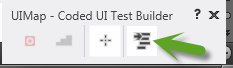 UIMap - Coded UI Test Builder